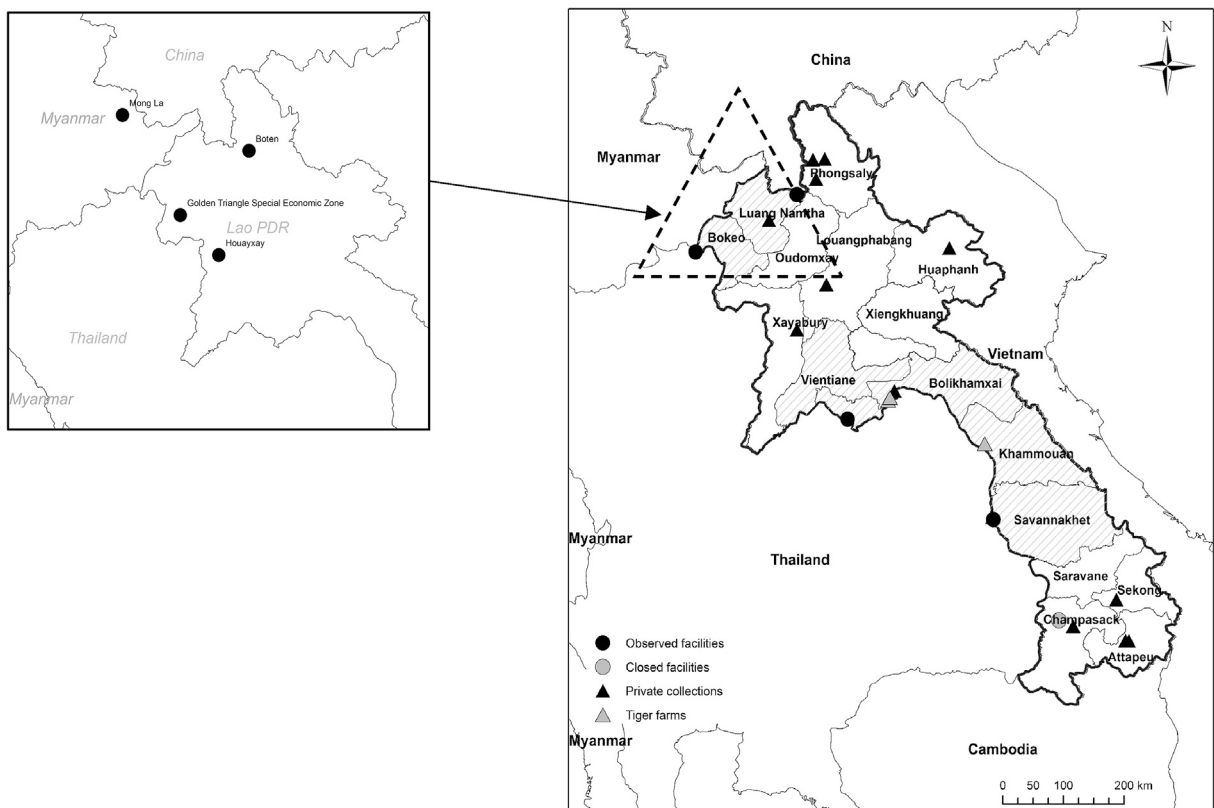 China
Mong La
Myanmar
Boten
Golden Triangle Special Economic Zone
Lao PDR
Houayxay
Thailand
Myanmar
N
China
Myanmar
Phongsaly
Luang Namtha
Bokeo
Louangphabang
Oudomxay
Huaphanh
Xiengkhuang
Xayabury
Vietnam
Vientiane
Bolikhamxai
Khammouan
Savannakhet
Myanmar
Thailand
Saravane
Sekong
Champasack
Attapeu
Observed facilities
Closed facilities
Private collections
Tiger farms
Myanmar
Cambodia
0 50 100 200 km